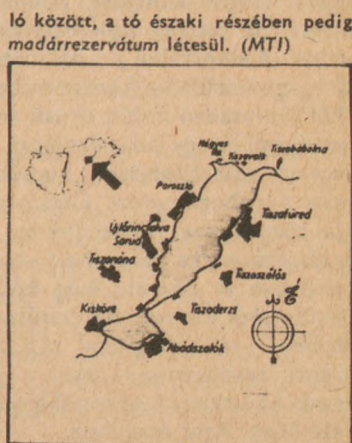 ló között, a tó északi részében pedig
madárrezervátum létesül. (MTI)
Négyes
Tiszavalk
Tiszabábolna
Poroszló
Tiszafüred
Újlőrincfalva
Sarud
Tiszanána
Tiszaszőlős
Kisköre
Tiszaderzs
É
Abádszalók